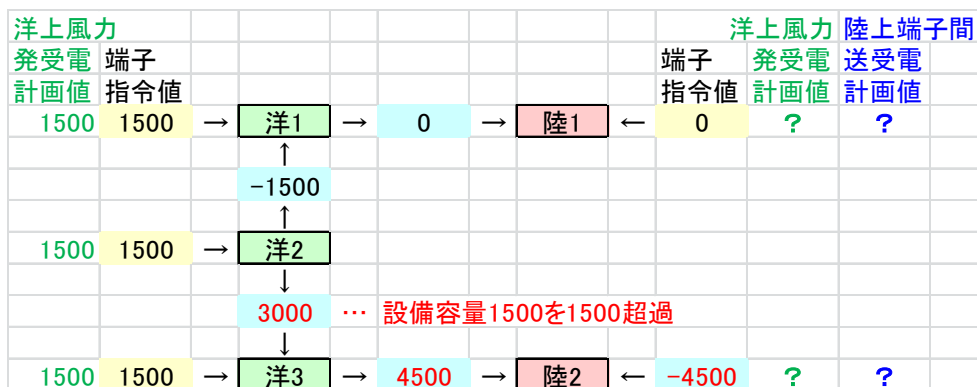 洋上風力 洋上風力 陸上端子間
発受電 端子 端子 発受電 送受電
計画値 指令値 指令値 計画値 計画値
1500 1500 → 洋1 → 0 → 陸1 ← 0 ? ?
↑
-1500
↑
1500 1500 → 洋2
↓
3000 … 設備容量1500を1500超過
↓
1500 1500 → 洋3 → 4500 → 陸2 ← -4500 ? ?